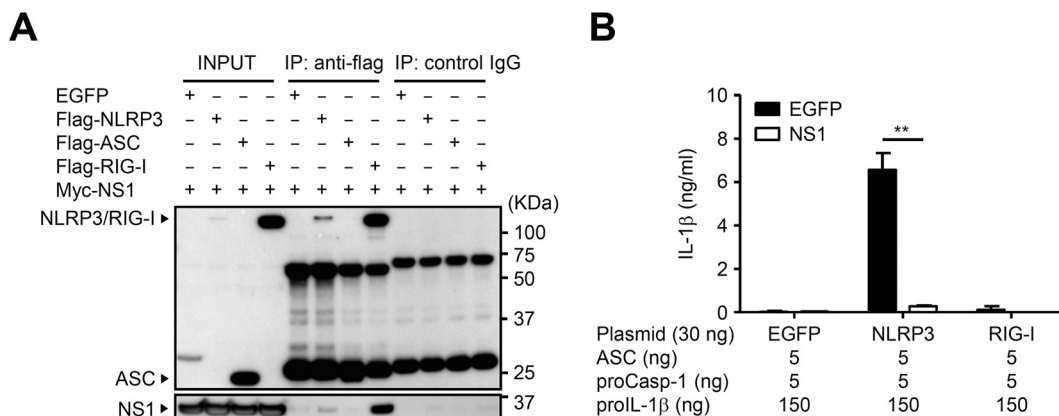 A
INPUT IP: anti-flag IP: control IgG
EGFP + – – – + – – – + – – –
Flag-NLRP3 – + – – – + – – – + – –
Flag-ASC – – + – – – + – – – + –
Flag-RIG-I – – – + – – – + – – – +
Myc-NS1 + + + + + + + + + + + +
(KDa)
NLRP3/RIG-I
100
75
50
37
25
ASC
37
NS1
B
10
8
6
4
2
0
IL-1β (ng/ml)
EGFP
NS1
**
Plasmid (30 ng) EGFP NLRP3 RIG-I
ASC (ng) 5 5 5
proCasp-1 (ng) 5 5 5
proIL-1β (ng) 150 150 150